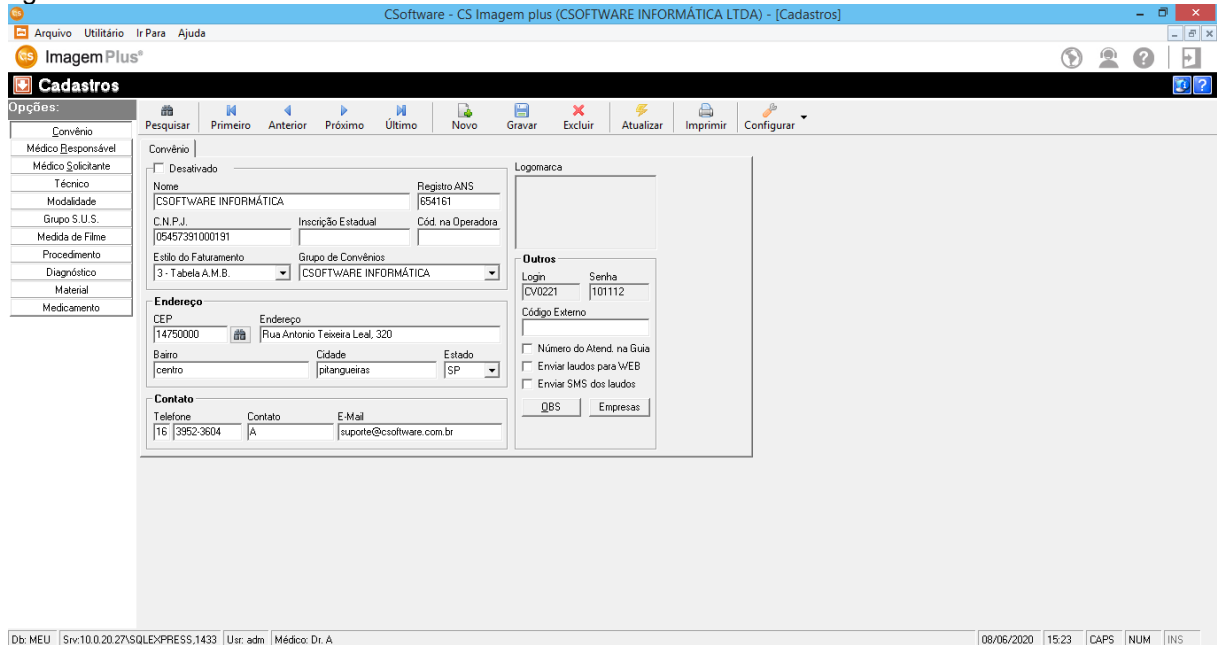 CSoftware - CS Imagem plus (CSOFTWARE INFORMÁTICA LTDA) - [Cadastros]
Arquivo Utilitário Ir Para Ajuda
cs Imagem Plus®
Cadastros
Opções:
Convênio
Médico Responsável
Médico Solicitante
Técnico
Modalidade
Grupo S.U.S.
Medida de Filme
Procedimento
Diagnóstico
Material
Medicamento
Pesquisar Primeiro Anterior Próximo Último Novo Gravar Excluir Atualizar Imprimir Configurar
Convênio
Desativado
Nome Registro ANS
CSOFTWARE INFORMÁTICA 654161
C.N.P.J. Inscrição Estadual Cód. na Operadora
05457391000191
Estilo do Faturamento Grupo de Convênios
3 - Tabela A.M.B. CSOFTWARE INFORMÁTICA
Endereço
CEP Endereço
14750000 Rua Antonio Teixeira Leal, 320
Bairro Cidade Estado
centro pitangueiras SP
Contato
Telefone Contato E-Mail
16 3952-3604 A suporte@csoftware.com.br
Logomarca
Outros
Login Senha
CV0221 101112
Código Externo
Número do Atend. na Guia
Enviar laudos para WEB
Enviar SMS dos laudos
OBS Empresas
Db: MEU Srv:10.0.20.27\SQLEXPRESS,1433 Usr: adm Médico: Dr. A 08/06/2020 15:23 CAPS NUM INS